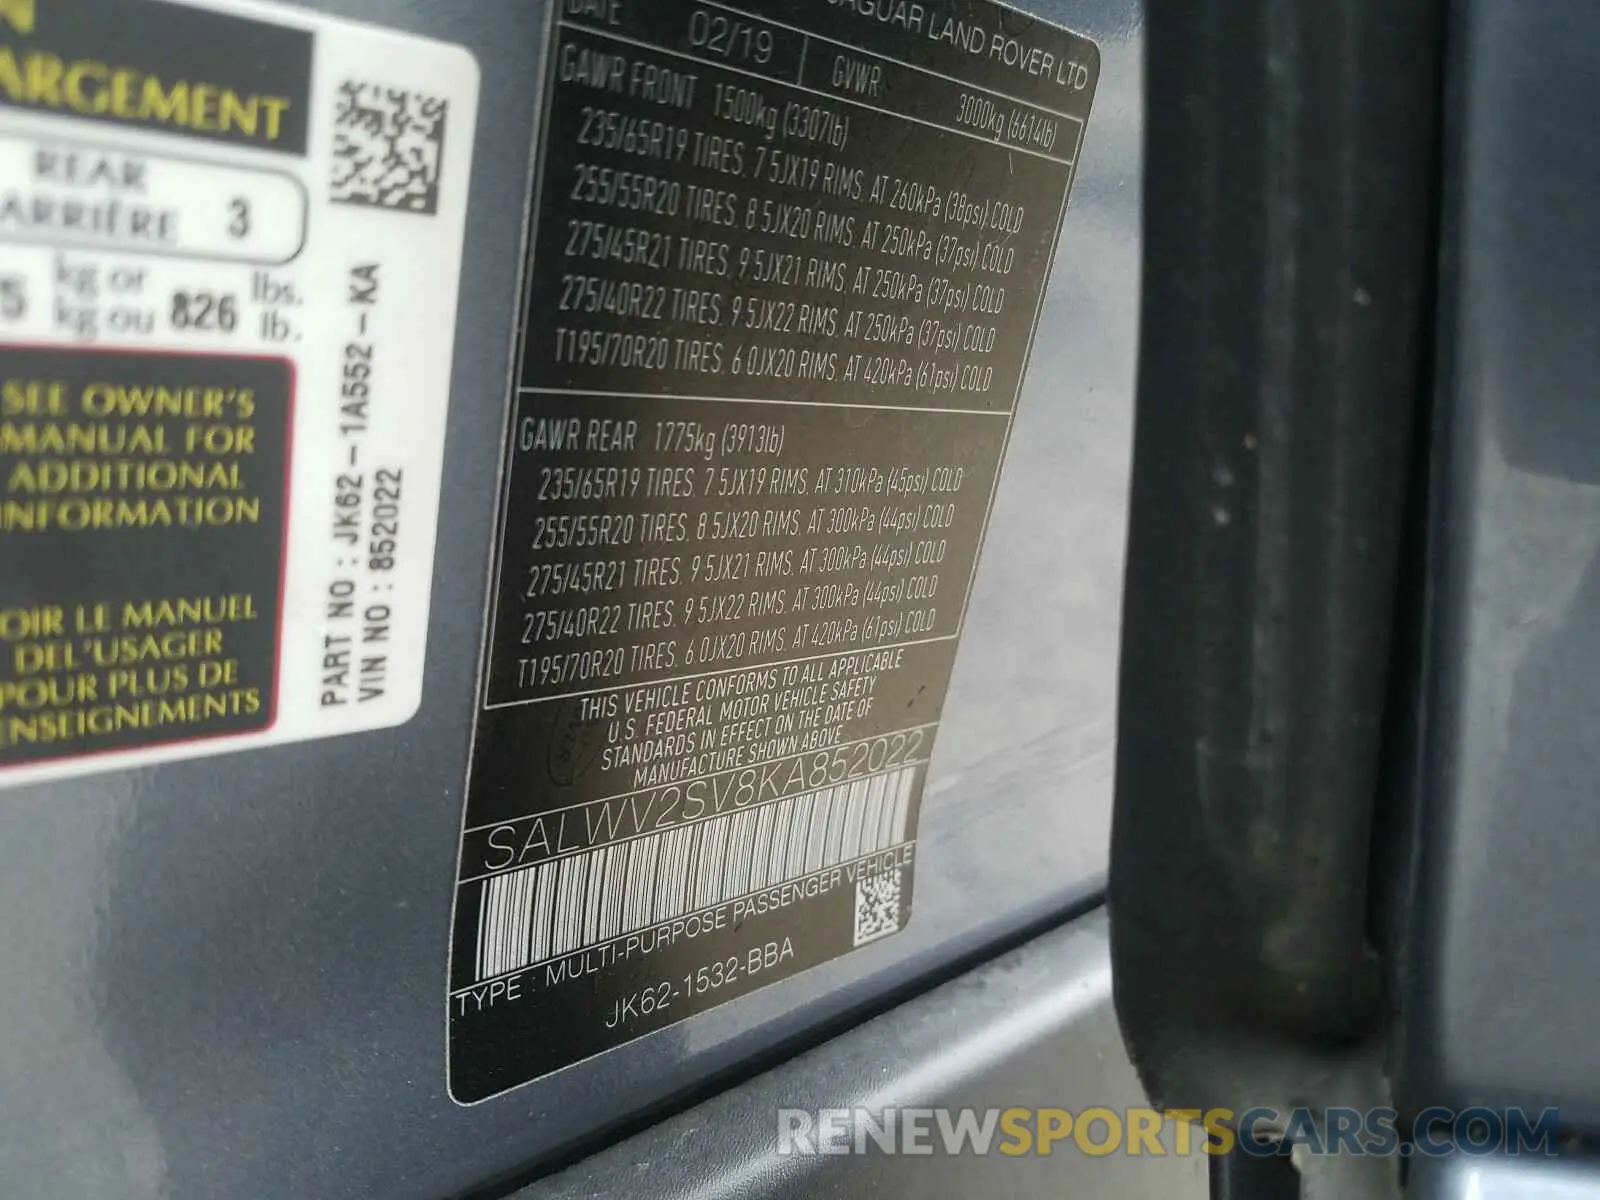 ARGEMENT
REAR
ARRIÈRE 3
kg or
kg ou 826 lbs.
lb.
SEE OWNER'S
MANUAL FOR
ADDITIONAL
INFORMATION
OIR LE MANUEL
DEL'USAGER
POUR PLUS DE
ENSEIGNEMENTS
PART NO : JK62-1A552-KA
VIN NO : 852022
JAGUAR LAND ROVER LTD
DATE 02/19 GVWR 3000kg (6614lb)
GAWR FRONT 1500kg (3307lb)
235/65R19 TIRES, 7.5JX19 RIMS, AT 260kPa (38psi) COLD
255/55R20 TIRES, 8.5JX20 RIMS, AT 250kPa (37psi) COLD
275/45R21 TIRES, 9.5JX21 RIMS, AT 250kPa (37psi) COLD
275/40R22 TIRES, 9.5JX22 RIMS, AT 250kPa (37psi) COLD
T195/70R20 TIRES, 6.0JX20 RIMS, AT 420kPa (61psi) COLD
GAWR REAR 1775kg (3913lb)
235/65R19 TIRES, 7.5JX19 RIMS, AT 310kPa (45psi) COLD
255/55R20 TIRES, 8.5JX20 RIMS, AT 300kPa (44psi) COLD
275/45R21 TIRES, 9.5JX21 RIMS, AT 300kPa (44psi) COLD
275/40R22 TIRES, 9.5JX22 RIMS, AT 300kPa (44psi) COLD
T195/70R20 TIRES, 6.0JX20 RIMS, AT 420kPa (61psi) COLD
THIS VEHICLE CONFORMS TO ALL APPLICABLE
U.S. FEDERAL MOTOR VEHICLE SAFETY
STANDARDS IN EFFECT ON THE DATE OF
MANUFACTURE SHOWN ABOVE
SALWV2SV8KA852022
TYPE : MULTI-PURPOSE PASSENGER VEHICLE
JK62-1532-BBA
RENEWSPORTSCARS.COM